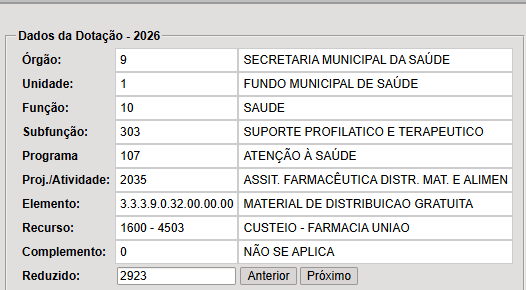 Dados da Dotação - 2026
Órgão: 9 SECRETARIA MUNICIPAL DA SAÚDE
Unidade: 1 FUNDO MUNICIPAL DE SAÚDE
Função: 10 SAUDE
Subfunção: 303 SUPORTE PROFILATICO E TERAPEUTICO
Programa 107 ATENÇÃO À SAÚDE
Proj./Atividade: 2035 ASSIT. FARMACÊUTICA DISTR. MAT. E ALIMEN
Elemento: 3.3.3.9.0.32.00.00.00 MATERIAL DE DISTRIBUICAO GRATUITA
Recurso: 1600 - 4503 CUSTEIO - FARMACIA UNIAO
Complemento: 0 NÃO SE APLICA
Reduzido: 2923 Anterior Próximo